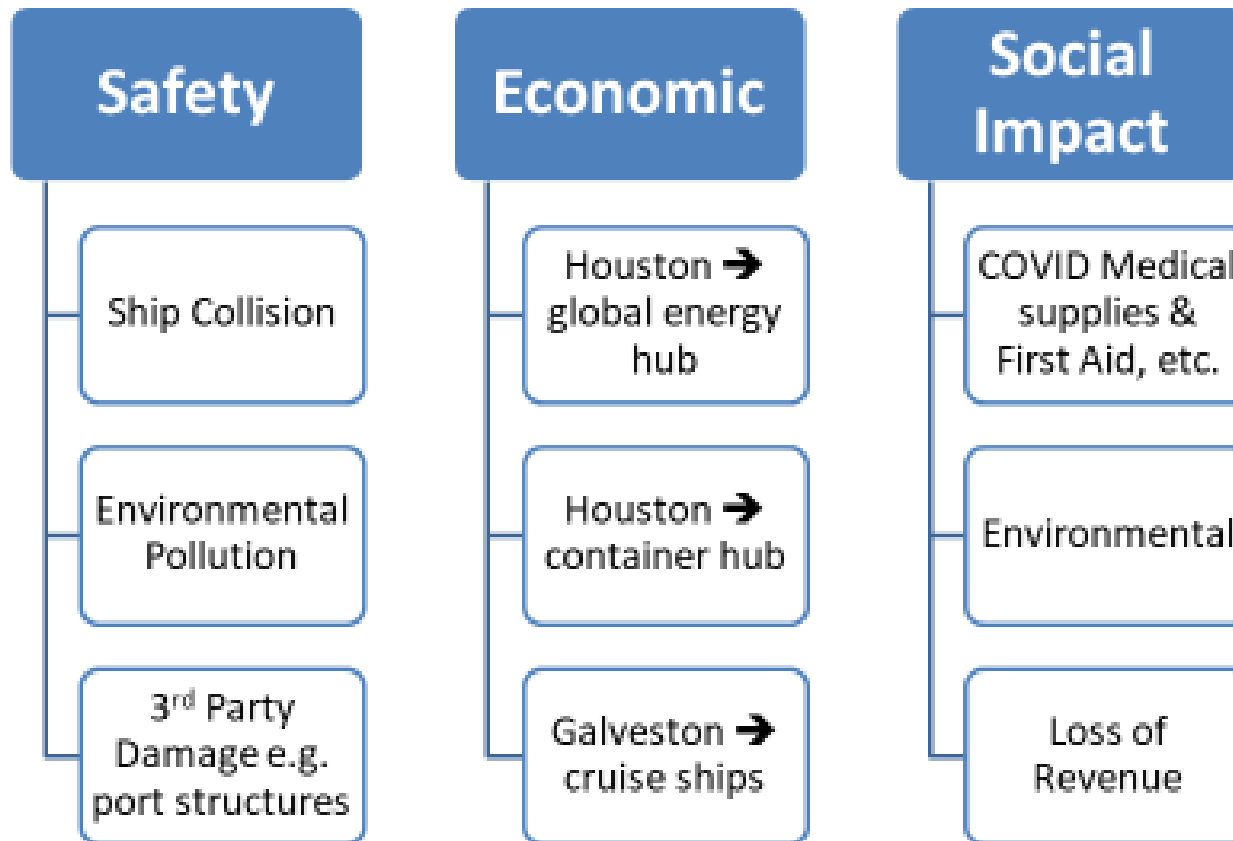 Safety
Ship Collision
Environmental
Pollution
3rd Party
Damage e.g.
port structures
Economic
Houston ➔
global energy
hub
Houston ➔
container hub
Galveston ➔
cruise ships
Social
Impact
COVID Medical
supplies &
First Aid, etc.
Environmental
Loss of
Revenue